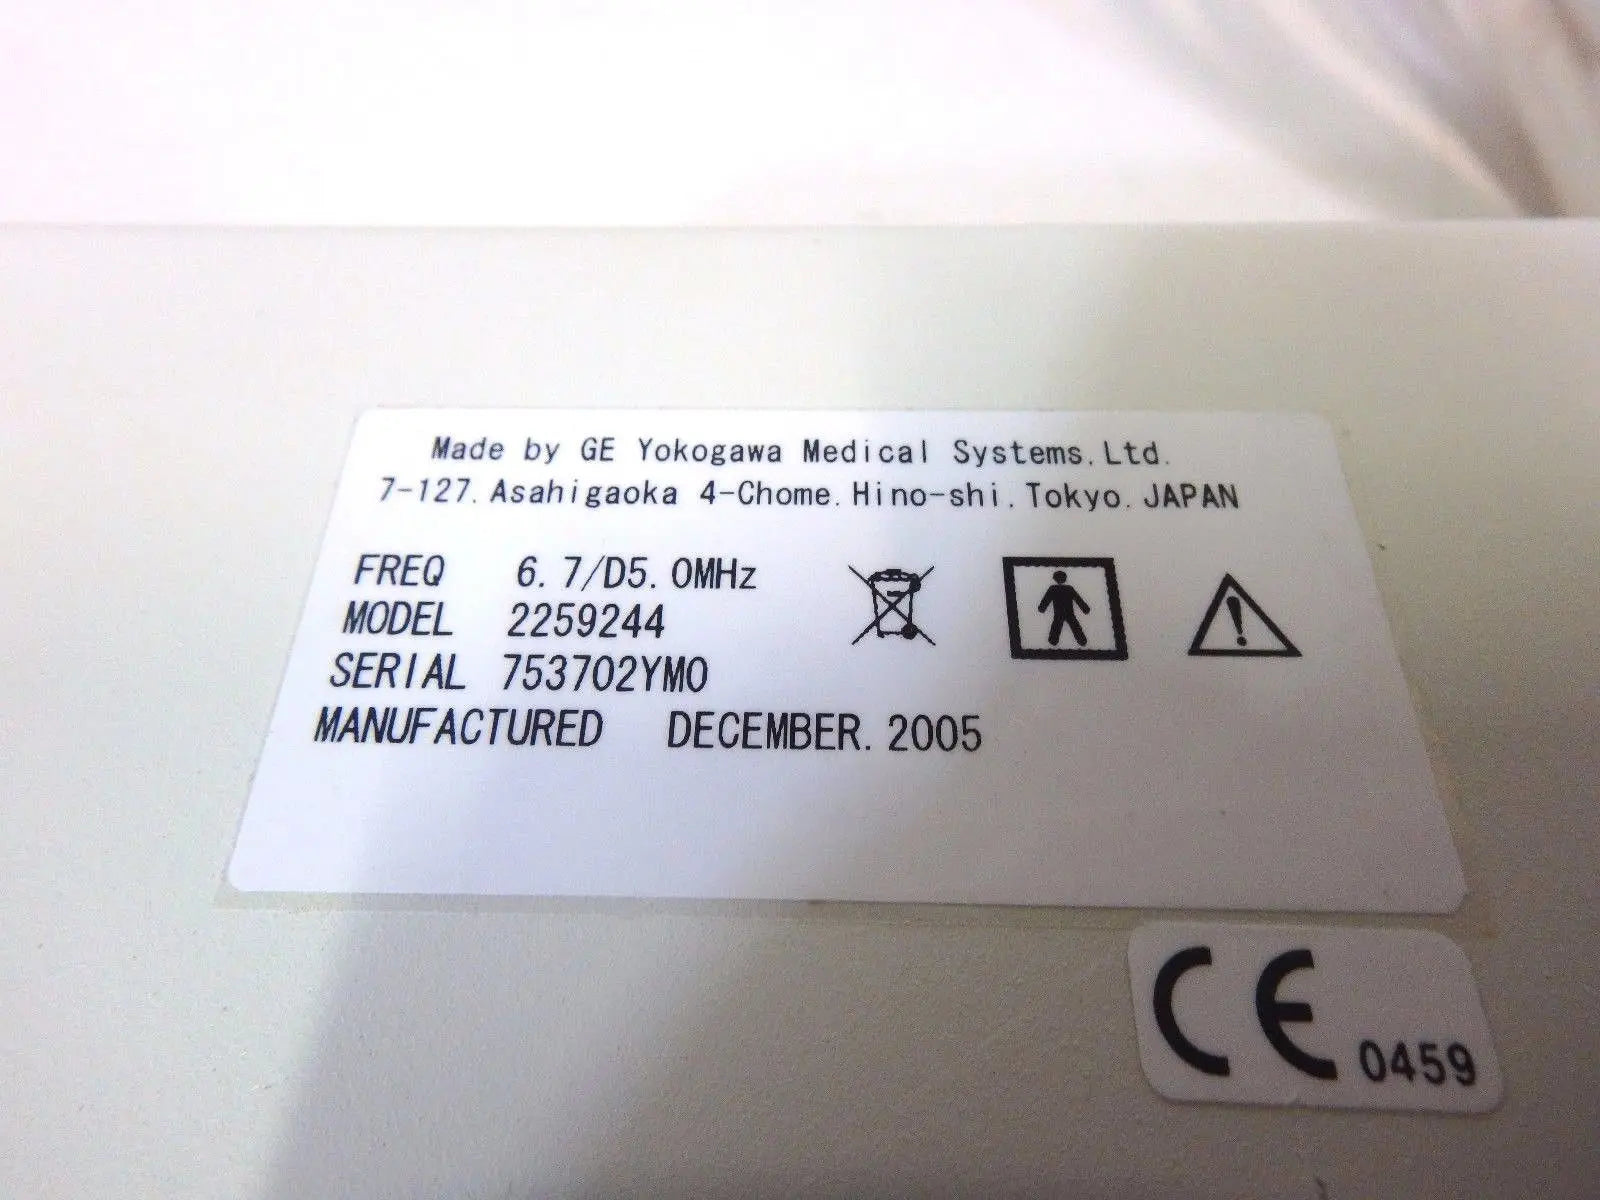 Made by GE Yokogawa Medical Systems.Ltd.
7-127.Asahigaoka 4-Chome.Hino-shi.Tokyo.JAPAN
FREQ 6.7/D5.0MHz
MODEL 2259244
SERIAL 753702YM0
MANUFACTURED DECEMBER.2005
CE 0459